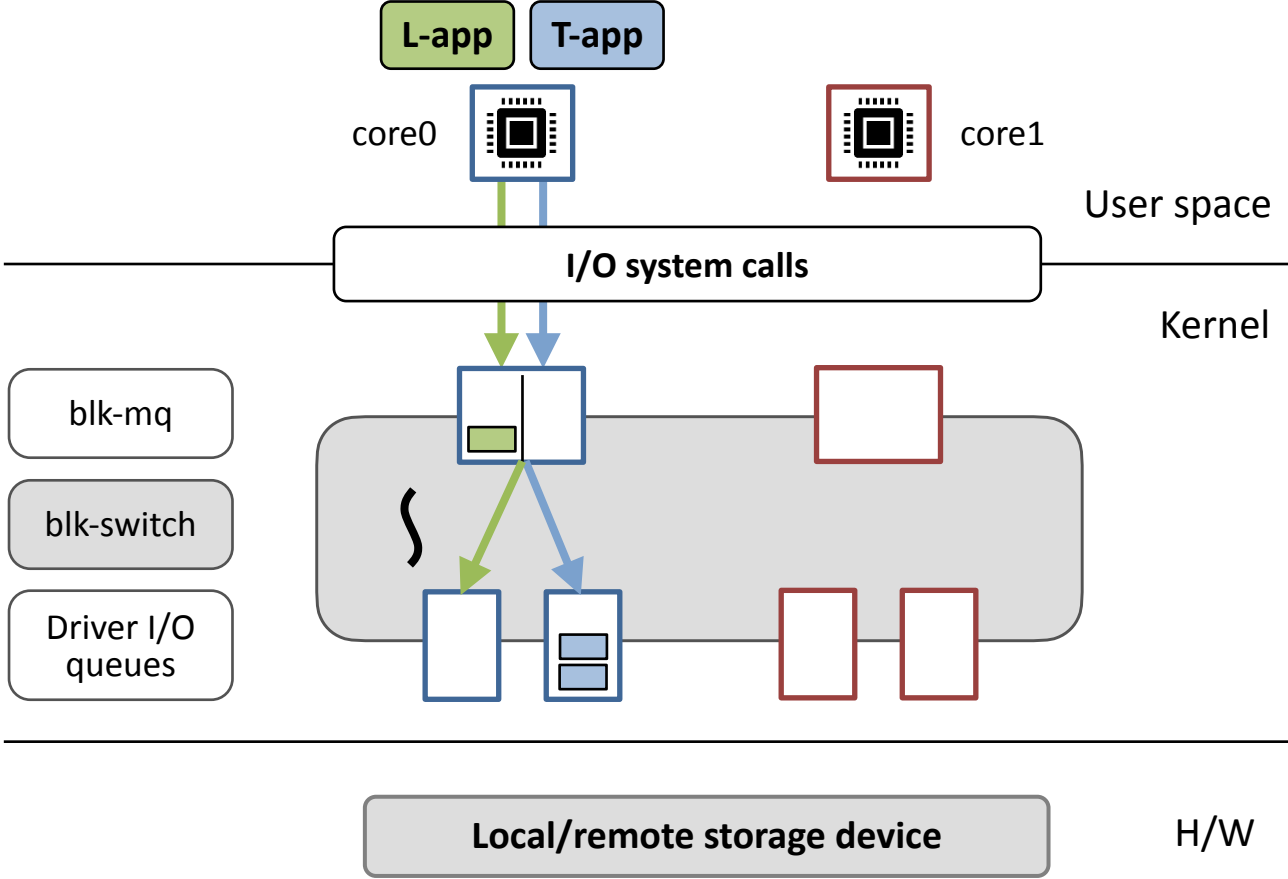 L-app
T-app
core0
core1
User space
I/O system calls
Kernel
blk-mq
blk-switch
Driver I/O
queues
Local/remote storage device
H/W